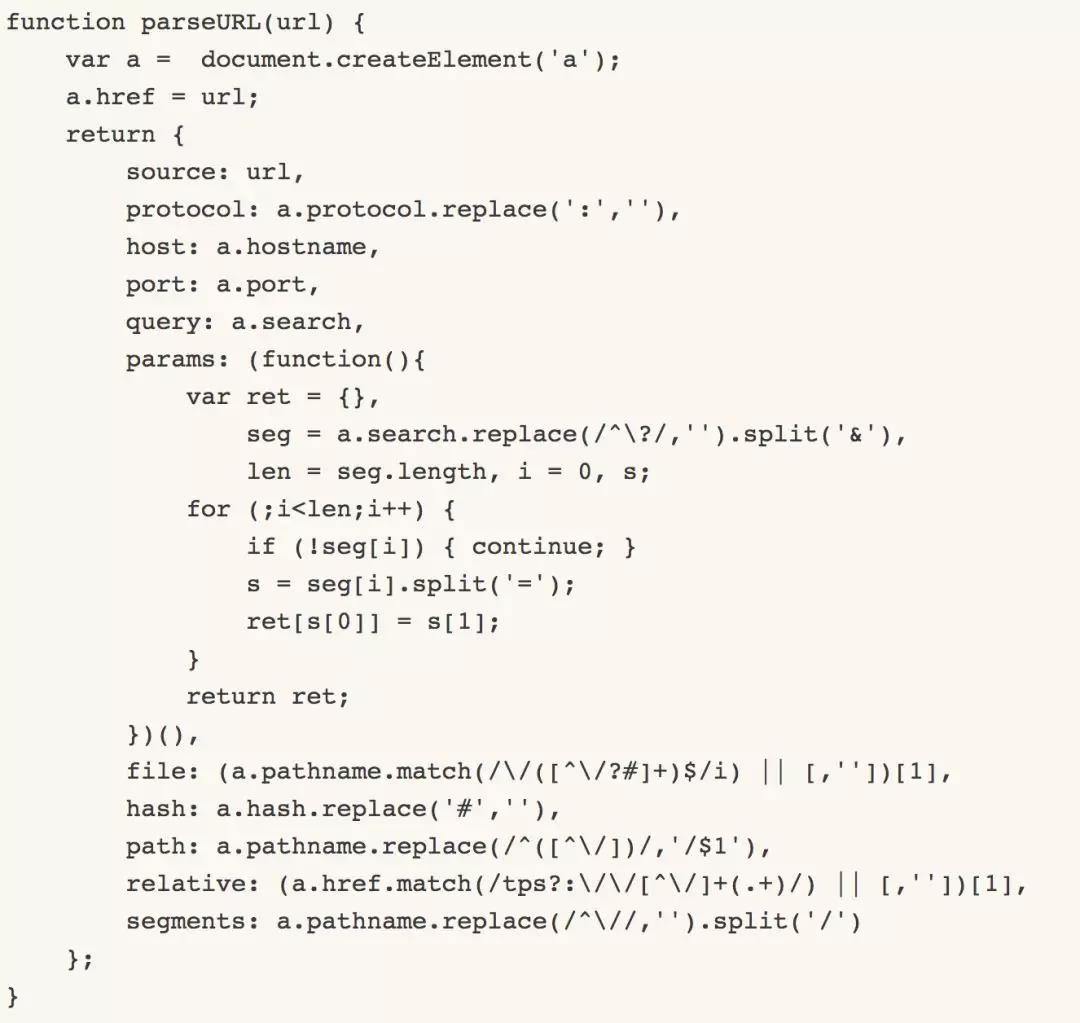 function parseURL(url) {
    var a =  document.createElement('a');
    a.href = url;
    return {
        source: url,
        protocol: a.protocol.replace(':',''),
        host: a.hostname,
        port: a.port,
        query: a.search,
        params: (function(){
            var ret = {},
                seg = a.search.replace(/^\?/,'').split('&'),
                len = seg.length, i = 0, s;
            for (;i<len;i++) {
                if (!seg[i]) { continue; }
                s = seg[i].split('=');
                ret[s[0]] = s[1];
            }
            return ret;
        })(),
        file: (a.pathname.match(/\/([^\/?#]+)$/i) || [,''])[1],
        hash: a.hash.replace('#',''),
        path: a.pathname.replace(/^([^\/])/,'/$1'),
        relative: (a.href.match(/tps?:\/\/[^\/]+(.+)/) || [,''])[1],
        segments: a.pathname.replace(/^\//,'').split('/')
    };
}